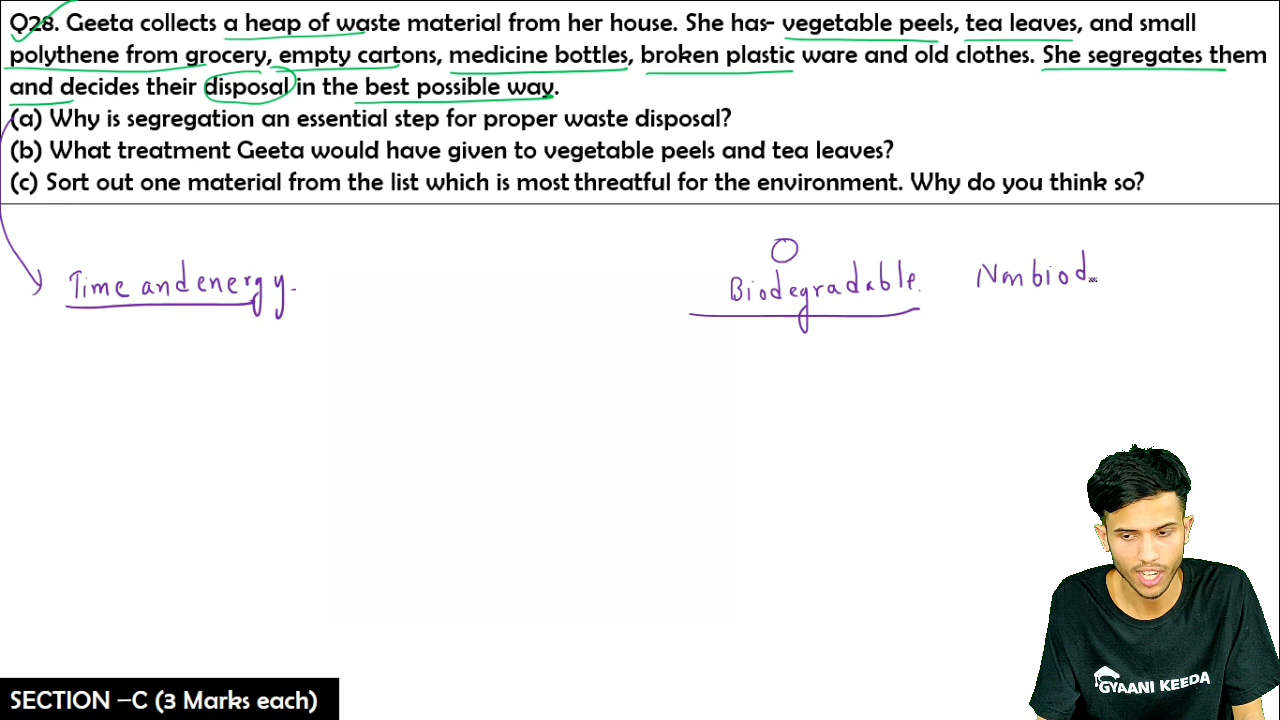 Q28. Geeta collects a heap of waste material from her house. She has- vegetable peels, tea leaves, and small
polythene from grocery, empty cartons, medicine bottles, broken plastic ware and old clothes. She segregates them
and decides their disposal in the best possible way.
(a) Why is segregation an essential step for proper waste disposal?
(b) What treatment Geeta would have given to vegetable peels and tea leaves?
(c) Sort out one material from the list which is most threatful for the environment. Why do you think so?
Time and energy.
Biodegradable. Nonbiod
GYAANI KEEDA
SECTION –C (3 Marks each)